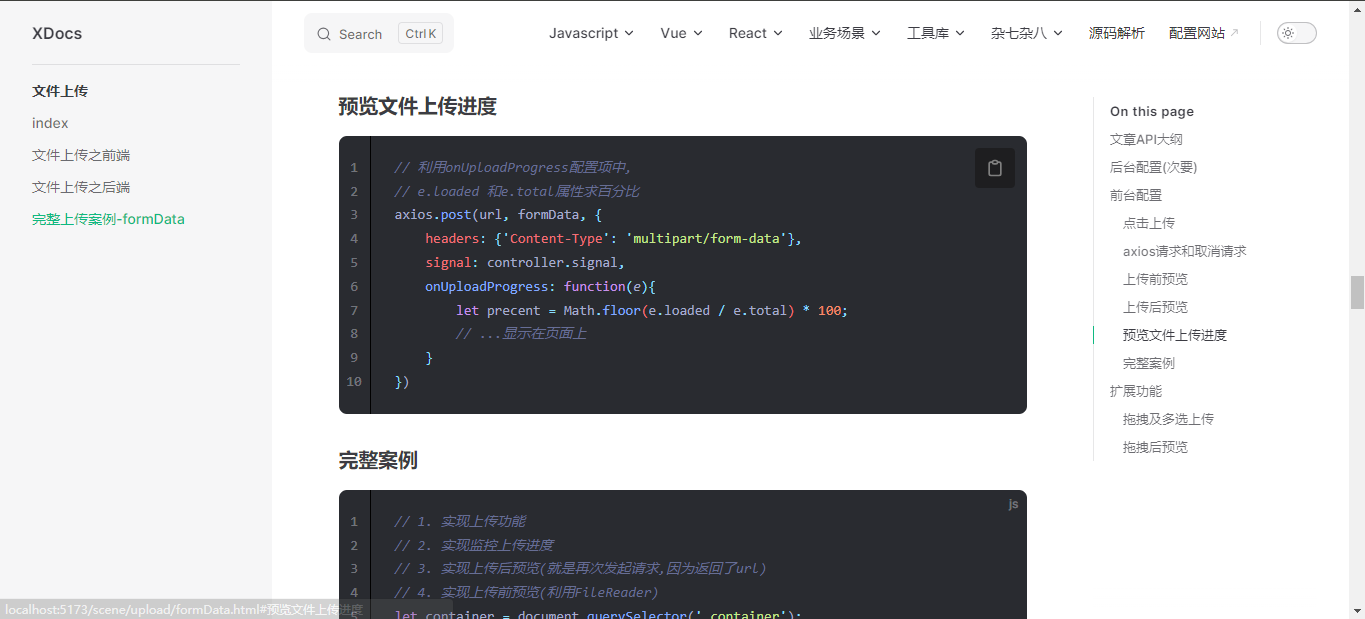 XDocs
Search
Ctrl K
Javascript
Vue
React
业务场景
工具库
杂七杂八
源码解析
配置网站
文件上传
index
文件上传之前端
文件上传之后端
完整上传案例-formData
预览文件上传进度
1 // 利用onUploadProgress配置项中,
2 // e.loaded 和e.total属性求百分比
3 axios.post(url, formData, {
4     headers: {'Content-Type': 'multipart/form-data'},
5     signal: controller.signal,
6     onUploadProgress: function(e){
7         let precent = Math.floor(e.loaded / e.total) * 100;
8         // ...显示在页面上
9     }
10 })
完整案例
js
1 // 1. 实现上传功能
2 // 2. 实现监控上传进度
3 // 3. 实现上传后预览(就是再次发起请求,因为返回了url)
4 // 4. 实现上传前预览(利用FileReader)
5 let container = document.querySelector('.container');
On this page
文章API大纲
后台配置(次要)
前台配置
点击上传
axios请求和取消请求
上传前预览
上传后预览
预览文件上传进度
完整案例
扩展功能
拖拽及多选上传
拖拽后预览
localhost:5173/scene/upload/formData.html#预览文件上传进度